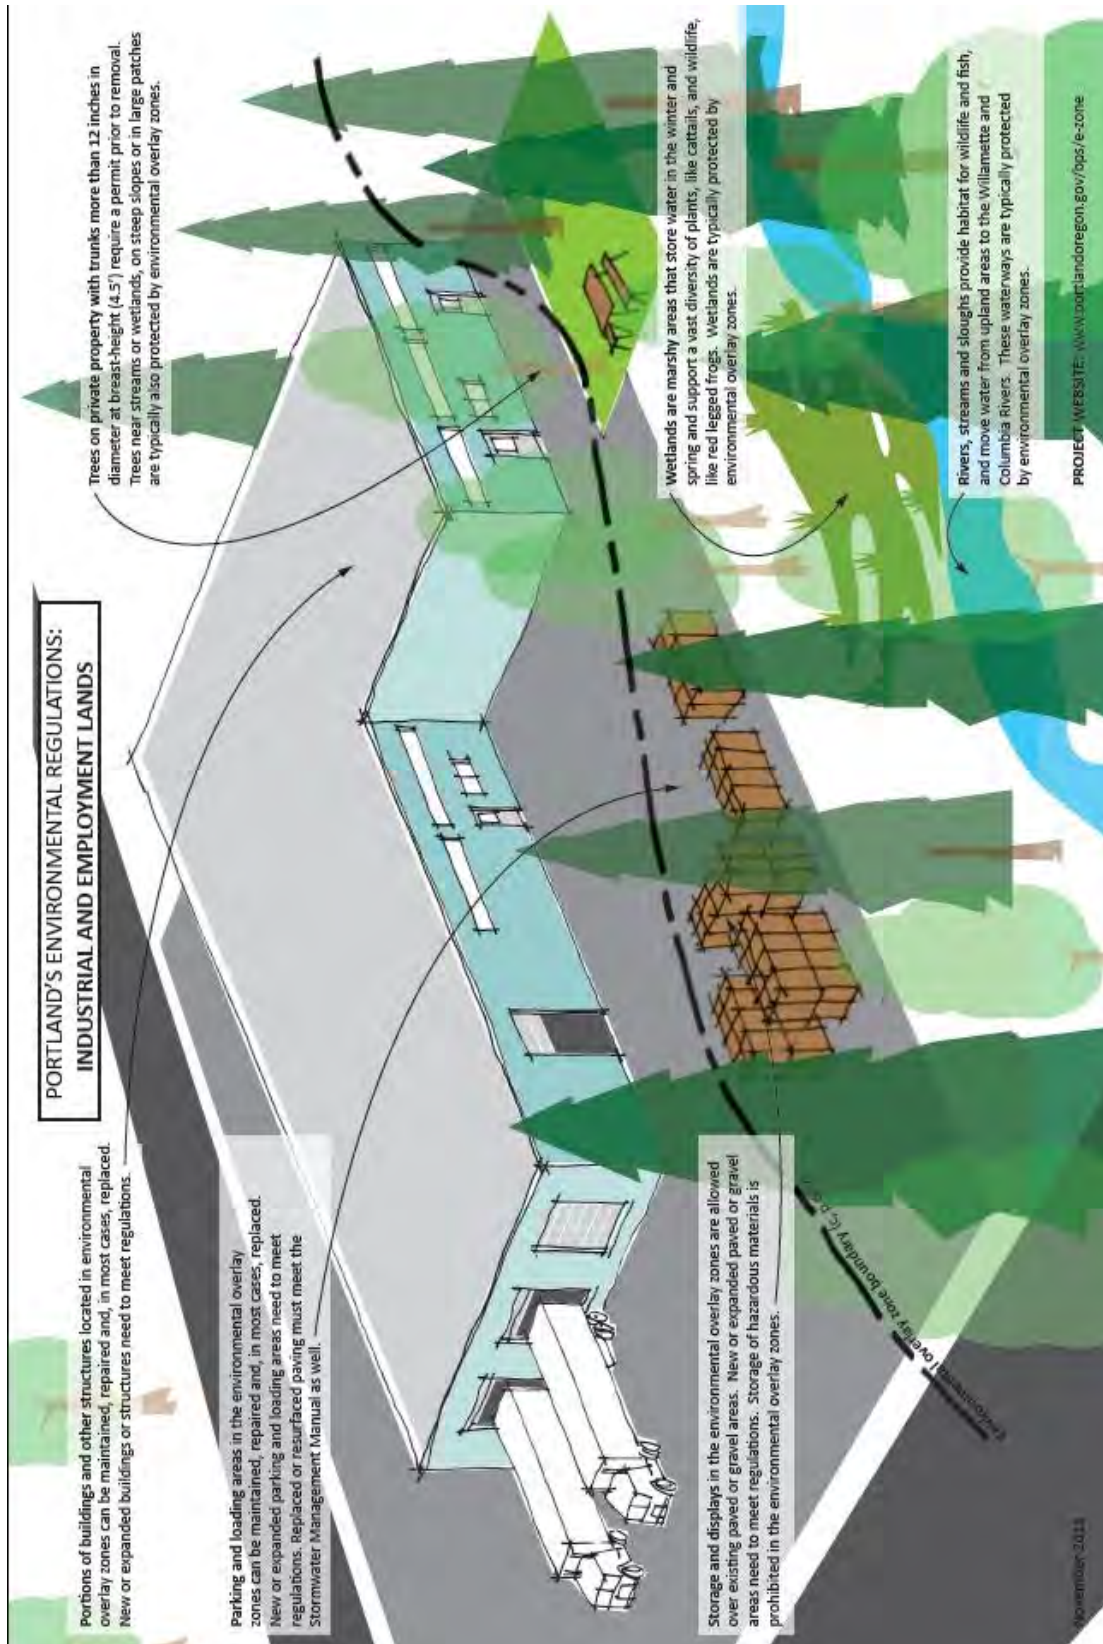 PORTLAND'S ENVIRONMENTAL REGULATIONS:
INDUSTRIAL AND EMPLOYMENT LANDS
Portions of buildings and other structures located in environmental
overlay zones can be maintained, repaired and, in most cases, replaced.
New or expanded buildings or structures need to meet regulations.
Trees on private property with trunks more than 12 inches in
diameter at breast-height (4.5') require a permit prior to removal.
Trees near streams or wetlands, on steep slopes or in large patches
are typically also protected by environmental overlay zones.
Parking and loading areas in the environmental overlay
zones can be maintained, repaired and, in most cases, replaced.
New or expanded parking and loading areas need to meet
regulations. Replaced or resurfaced paving must meet the
Stormwater Management Manual as well.
Wetlands are marshy areas that store water in the winter and
spring and support a vast diversity of plants, like cattails, and wildlife,
like red legged frogs. Wetlands are typically protected by
environmental overlay zones.
Storage and displays in the environmental overlay zones are allowed
over existing paved or gravel areas. New or expanded paved or gravel
areas need to meet regulations. Storage of hazardous materials is
prohibited in the environmental overlay zones.
Rivers, streams and sloughs provide habitat for wildlife and fish,
and move water from upland areas to the Willamette and
Columbia Rivers. These waterways are typically protected
by environmental overlay zones.
environmental overlay zone boundary
November 2018
PROJECT WEBSITE: www.portlandoregon.gov/bps/e-zone